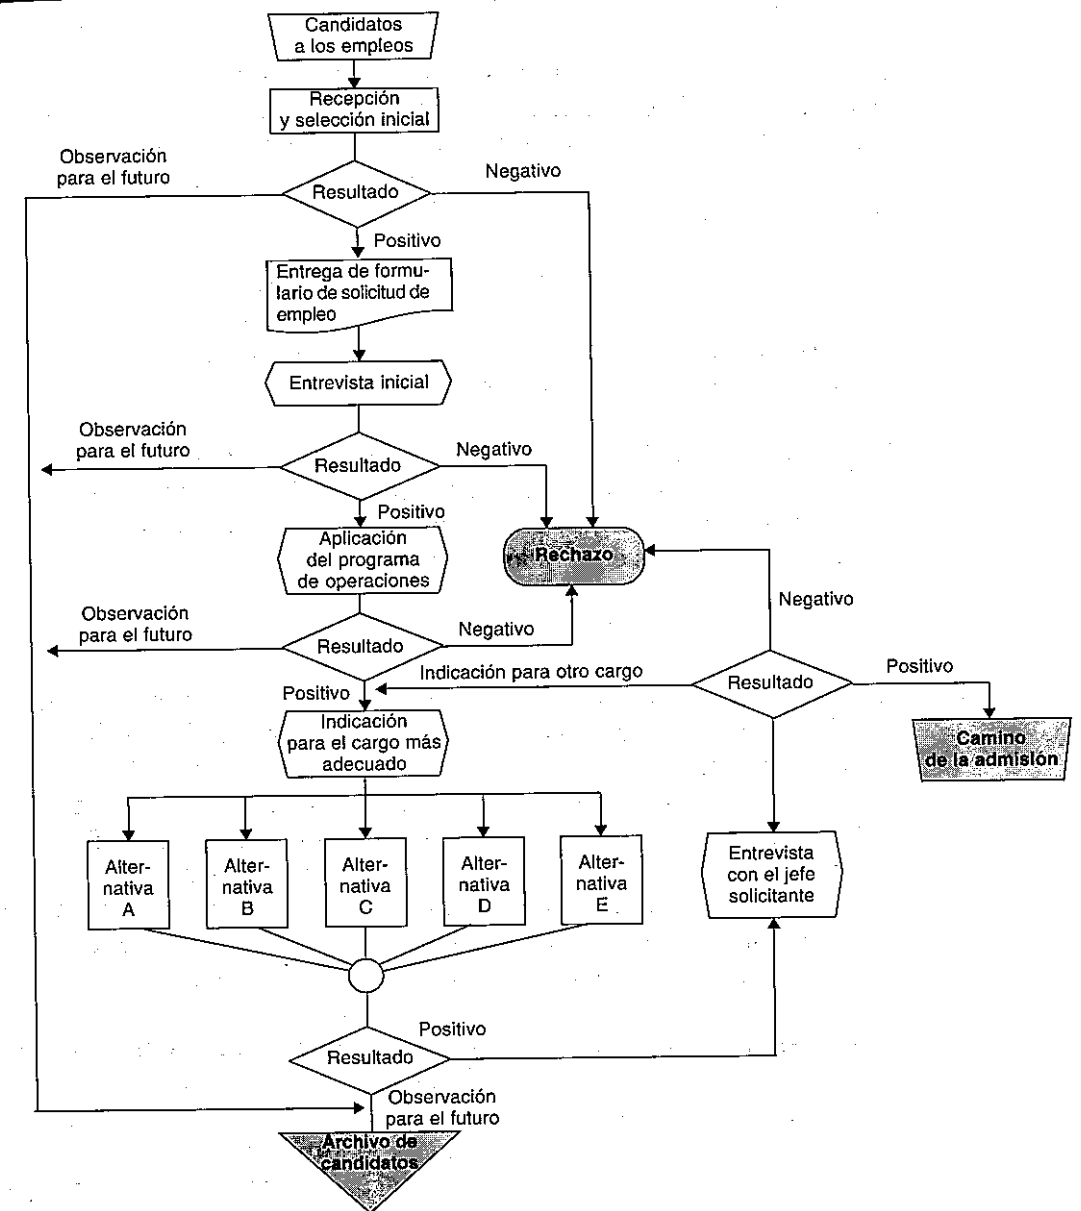 Candidatos
a los empleos
Recepción
y selección inicial
Observación
para el futuro
Resultado
Negativo
Positivo
Entrega de formu-
lario de solicitud de
empleo
Entrevista inicial
Observación
para el futuro
Resultado
Negativo
Positivo
Aplicación
del programa
de operaciones
Rechazo
Observación
para el futuro
Resultado
Negativo
Negativo
Indicación para otro cargo
Resultado
Positivo
Positivo
Indicación
para el cargo más
adecuado
Camino
de la admisión
Alter-
nativa
A
Alter-
nativa
B
Alter-
nativa
C
Alter-
nativa
D
Alter-
nativa
E
Entrevista
con el jefe
solicitante
Positivo
Resultado
Observación
para el futuro
Archivo de
candidatos